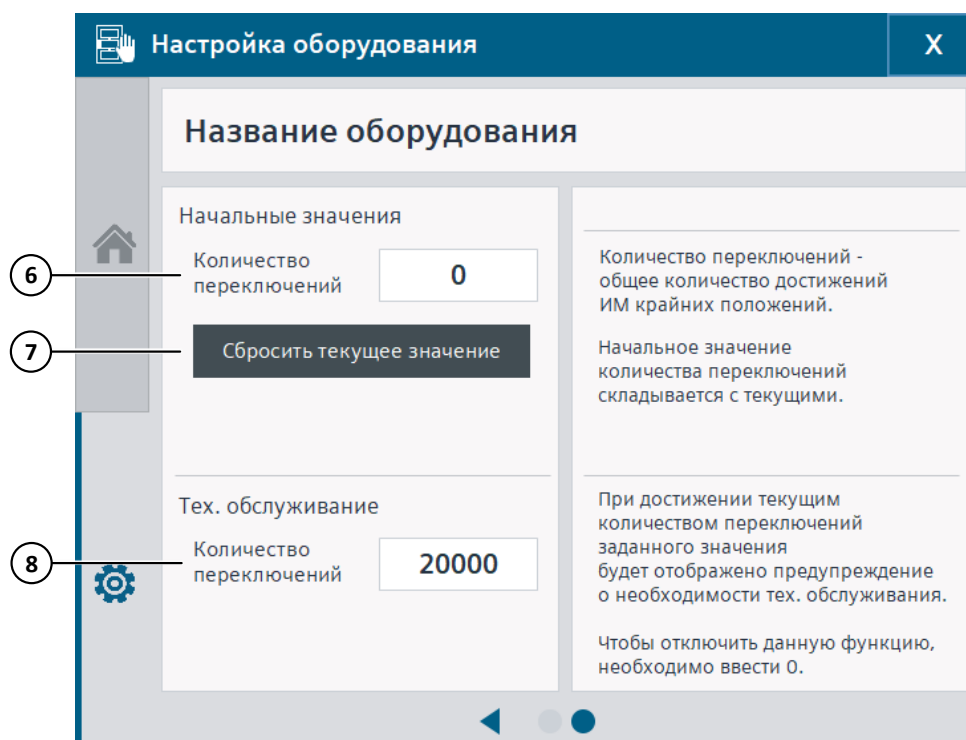 Настройка оборудования
X
Название оборудования
Начальные значения
6
Количество
переключений
0
7
Сбросить текущее значение
Количество переключений -
общее количество достижений
ИМ крайних положений.
Начальное значение
количества переключений
складывается с текущими.
Тех. обслуживание
8
Количество
переключений
20000
При достижении текущим
количеством переключений
заданного значения
будет отображено предупреждение
о необходимости тех. обслуживания.
Чтобы отключить данную функцию,
необходимо ввести 0.